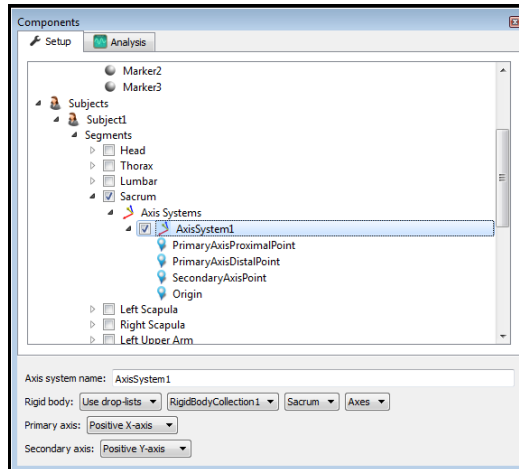 Components
Setup Analysis
Marker2
Marker3
Subjects
Subject1
Segments
Head
Thorax
Lumbar
Sacrum
Axis Systems
AxisSystem1
PrimaryAxisProximalPoint
PrimaryAxisDistalPoint
SecondaryAxisPoint
Origin
Left Scapula
Right Scapula
Left Upper Arm
Axis system name: AxisSystem1
Rigid body: Use drop-lists RigidBodyCollection1 Sacrum Axes
Primary axis: Positive X-axis
Secondary axis: Positive Y-axis